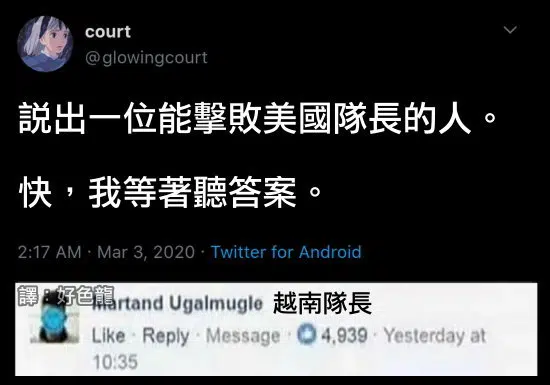 court
@glowingcourt
説出一位能擊敗美國隊長的人。
快，我等著聽答案。
2:17 AM · Mar 3, 2020 · Twitter for Android
譯：好色龍
Martand Ugalmugle 越南隊長
Like · Reply · Message · 4,939 · Yesterday at
10:35